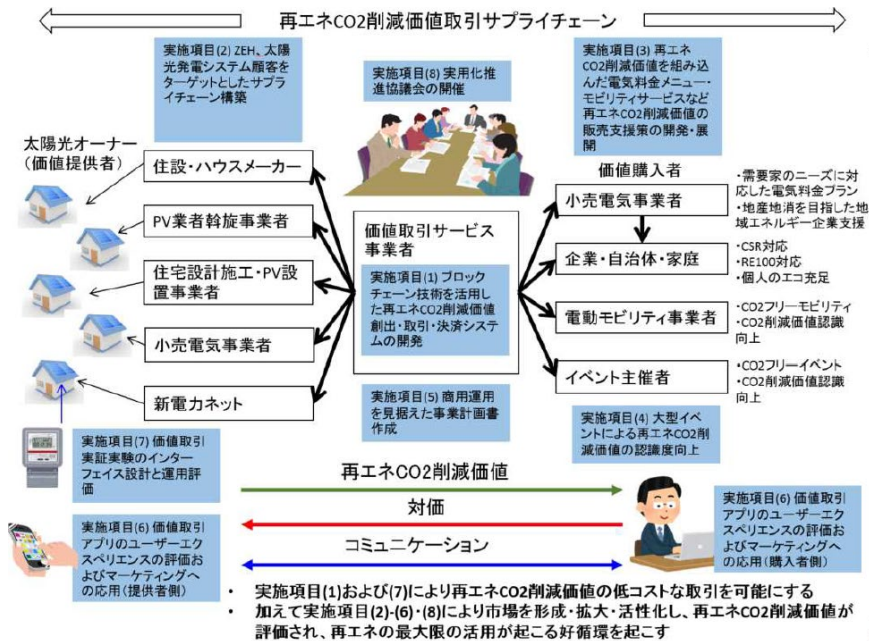 再エネCO2削減価値取引サプライチェーン
実施項目(2) ZEH、太陽
光発電システム顧客を
ターゲットとしたサプラ
イチェーン構築
実施項目(8) 実用化推
進協議会の開催
実施項目(3) 再エネ
CO2削減価値を組み込
んだ電気料金メニュー・
モビリティサービスなど
再エネCO2削減価値の
販売支援策の開発・展
開
太陽光オーナー
(価値提供者)
住設・ハウスメーカー
PV業者斡旋事業者
住宅設計施工・PV設
置事業者
小売電気事業者
新電力ネット
価値取引サービス
事業者
実施項目(1) ブロック
チェーン技術を活用し
た再エネCO2削減価値
創出・取引・決済システ
ムの開発
実施項目(5) 商用運用
を見据えた事業計画書
作成
価値購入者
小売電気事業者
・需要家のニーズに対
応した電気料金プラン
・地産地消を目指した地
域エネルギー企業支援
企業・自治体・家庭
・CSR対応
・RE100対応
・個人のエコ充足
電動モビリティ事業者
・CO2フリーモビリティ
・CO2削減価値認識
向上
イベント主催者
・CO2フリーイベント
・CO2削減価値認識
向上
実施項目(4) 大型イベ
ントによる再エネCO2削
減価値の認識度向上
実施項目(7) 価値取引
実証実験のインター
フェイス設計と運用評
価
再エネCO2削減価値
対価
コミュニケーション
実施項目(6) 価値取引
アプリのユーザーエク
スペリエンスの評価お
よびマーケティングへ
の応用(提供者側)
実施項目(6) 価値取引
アプリのユーザーエク
スペリエンスの評価お
よびマーケティングへ
の応用(購入者側)
• 実施項目(1)および(7)により再エネCO2削減価値の低コストな取引を可能にする
• 加えて実施項目(2)-(6)・(8)により市場を形成・拡大・活性化し、再エネCO2削減価値が
評価され、再エネの最大限の活用が起こる好循環を起こす